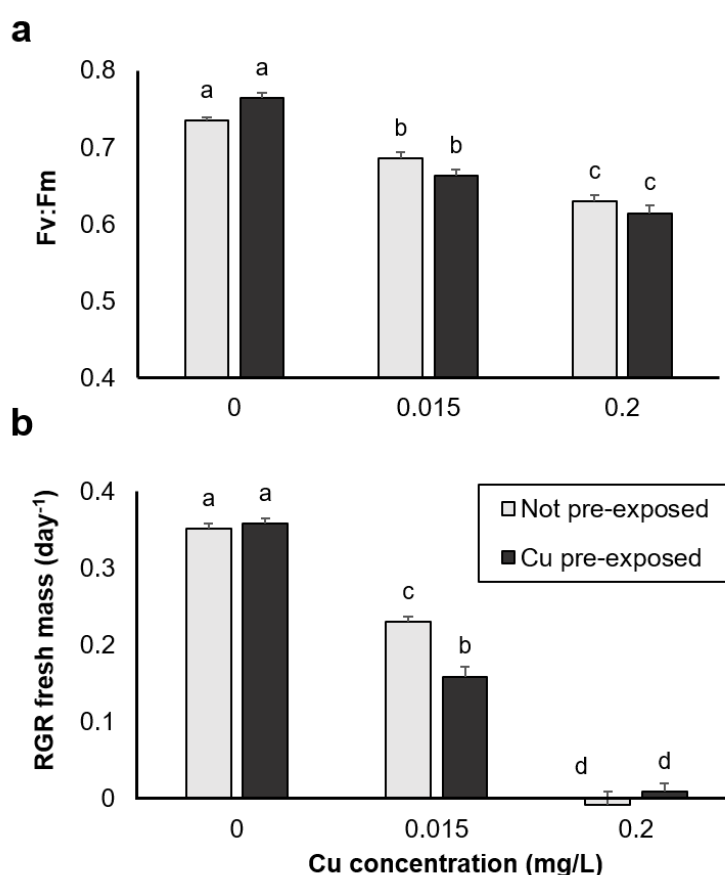 a
0.8
0.7
0.6
0.5
0.4
Fv:Fm
a a
b b
c c
0 0.015 0.2
b
0.4
0.3
0.2
0.1
0
RGR fresh mass (day⁻¹)
Not pre-exposed
Cu pre-exposed
a a
c
b
d d
0 0.015 0.2
Cu concentration (mg/L)